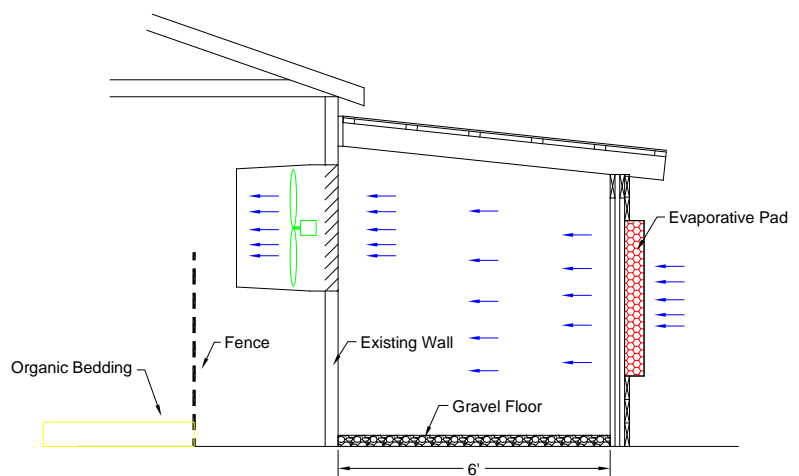 Evaporative Pad
Fence
Existing Wall
Organic Bedding
Gravel Floor
6'